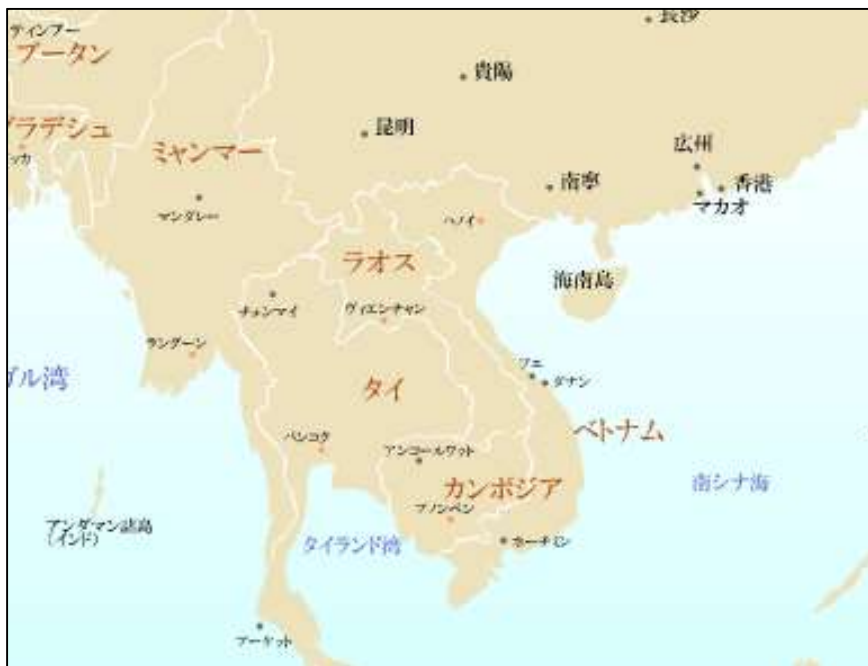 ティンプー
長沙
ブータン
貴陽
昆明
グラデシュ
ッカ
ミャンマー
広州
南寧
香港
マカオ
マンダレー
ハノイ
ラオス
海南島
チェンマイ
ヴィエンチャン
ラングーン
フエ
ダナン
ガル湾
タイ
ベトナム
バンコク
アンコールワット
カンボジア
南シナ海
プノンペン
アンダマン諸島
(インド)
タイランド湾
ホーチミン
プーケット